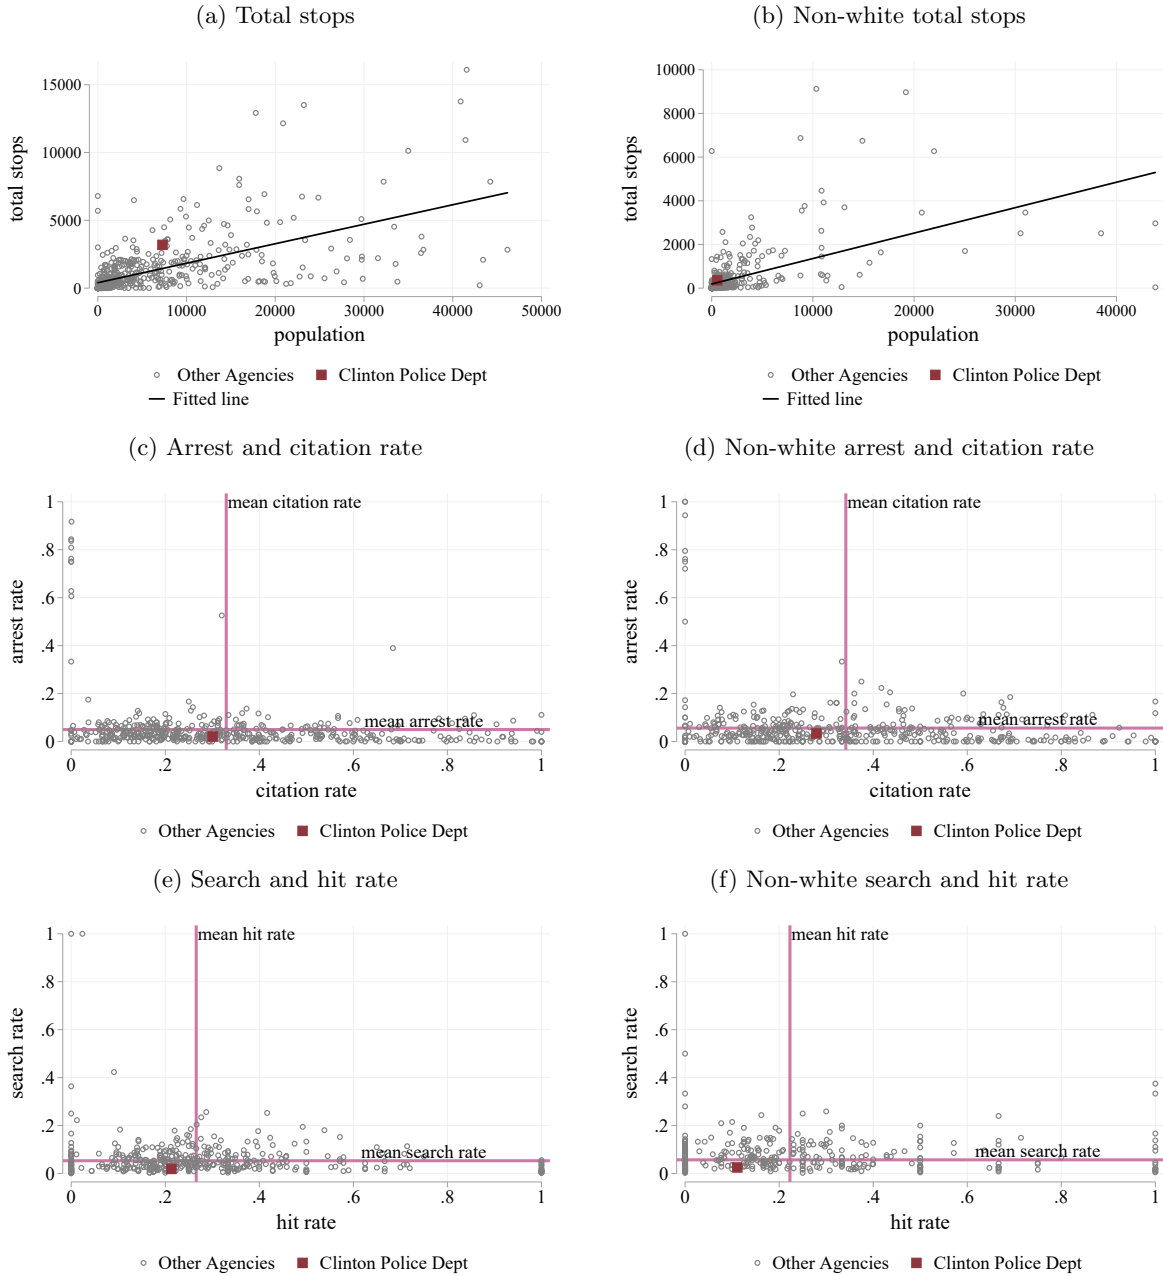 (a) Total stops
(b) Non-white total stops
total stops
15000
10000
5000
0
0 10000 20000 30000 40000 50000
population
Other Agencies Clinton Police Dept
Fitted line
total stops
10000
8000
6000
4000
2000
0
0 10000 20000 30000 40000
population
Other Agencies Clinton Police Dept
Fitted line
(c) Arrest and citation rate
(d) Non-white arrest and citation rate
arrest rate
1
.8
.6
.4
.2
0
mean citation rate
mean arrest rate
0 .2 .4 .6 .8 1
citation rate
Other Agencies Clinton Police Dept
arrest rate
1
.8
.6
.4
.2
0
mean citation rate
mean arrest rate
0 .2 .4 .6 .8 1
citation rate
Other Agencies Clinton Police Dept
(e) Search and hit rate
(f) Non-white search and hit rate
search rate
1
.8
.6
.4
.2
0
mean hit rate
mean search rate
0 .2 .4 .6 .8 1
hit rate
Other Agencies Clinton Police Dept
search rate
1
.8
.6
.4
.2
0
mean hit rate
mean search rate
0 .2 .4 .6 .8 1
hit rate
Other Agencies Clinton Police Dept